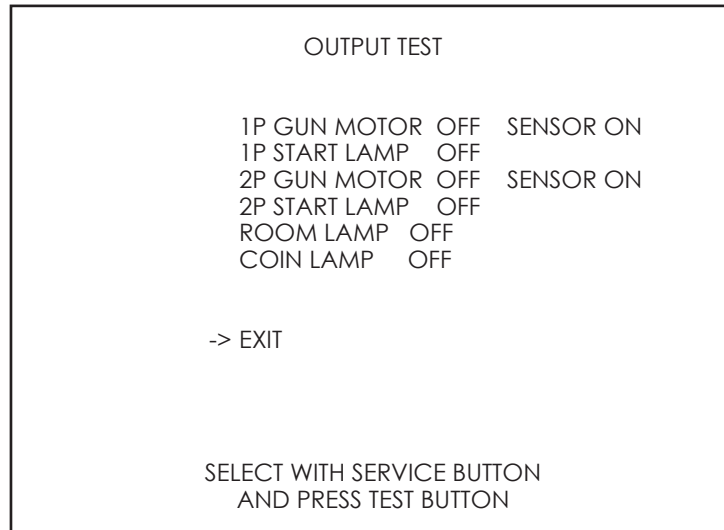 OUTPUT TEST
1P GUN MOTOR OFF SENSOR ON
1P START LAMP OFF
2P GUN MOTOR OFF SENSOR ON
2P START LAMP OFF
ROOM LAMP OFF
COIN LAMP OFF
-> EXIT
SELECT WITH SERVICE BUTTON
AND PRESS TEST BUTTON